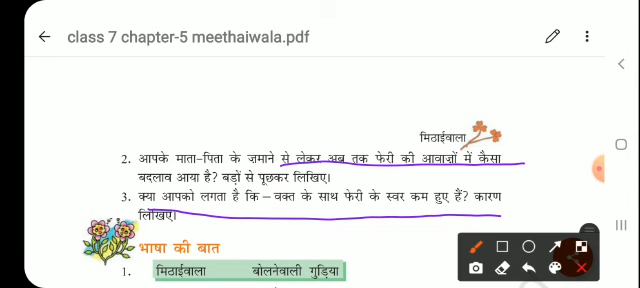 class 7 chapter-5 meethaiwala.pdf
मिठाईवाला
2. आपके माता-पिता के ज़माने से लेकर अब तक फेरी की आवाज़ों में कैसा
बदलाव आया है? बड़ों से पूछकर लिखिए।
3. क्या आपको लगता है कि – वक्त के साथ फेरी के स्वर कम हुए हैं? कारण
लिखिए।
भाषा की बात
1. मिठाईवाला बोलनेवाली गुड़िया